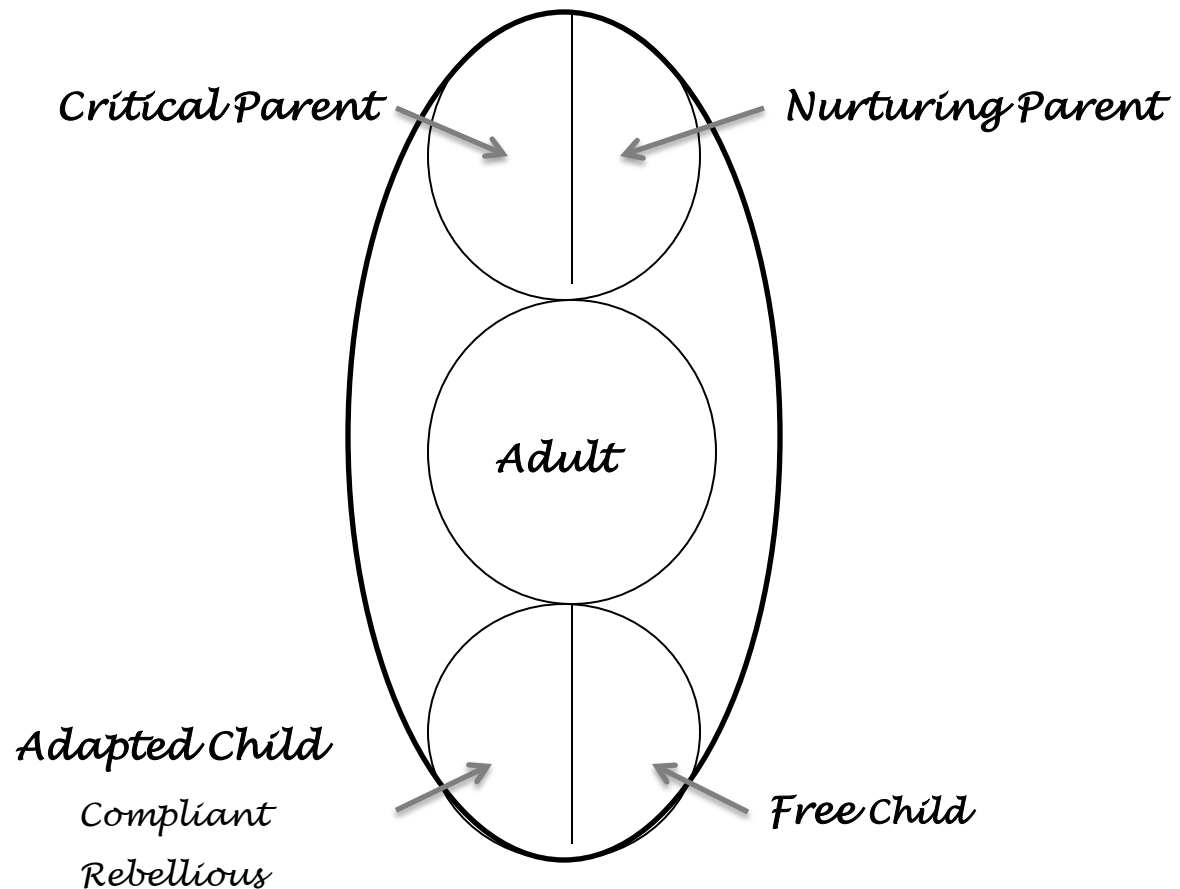 Critical Parent
Nurturing Parent
Adult
Adapted Child
Compliant
Rebellious
Free Child